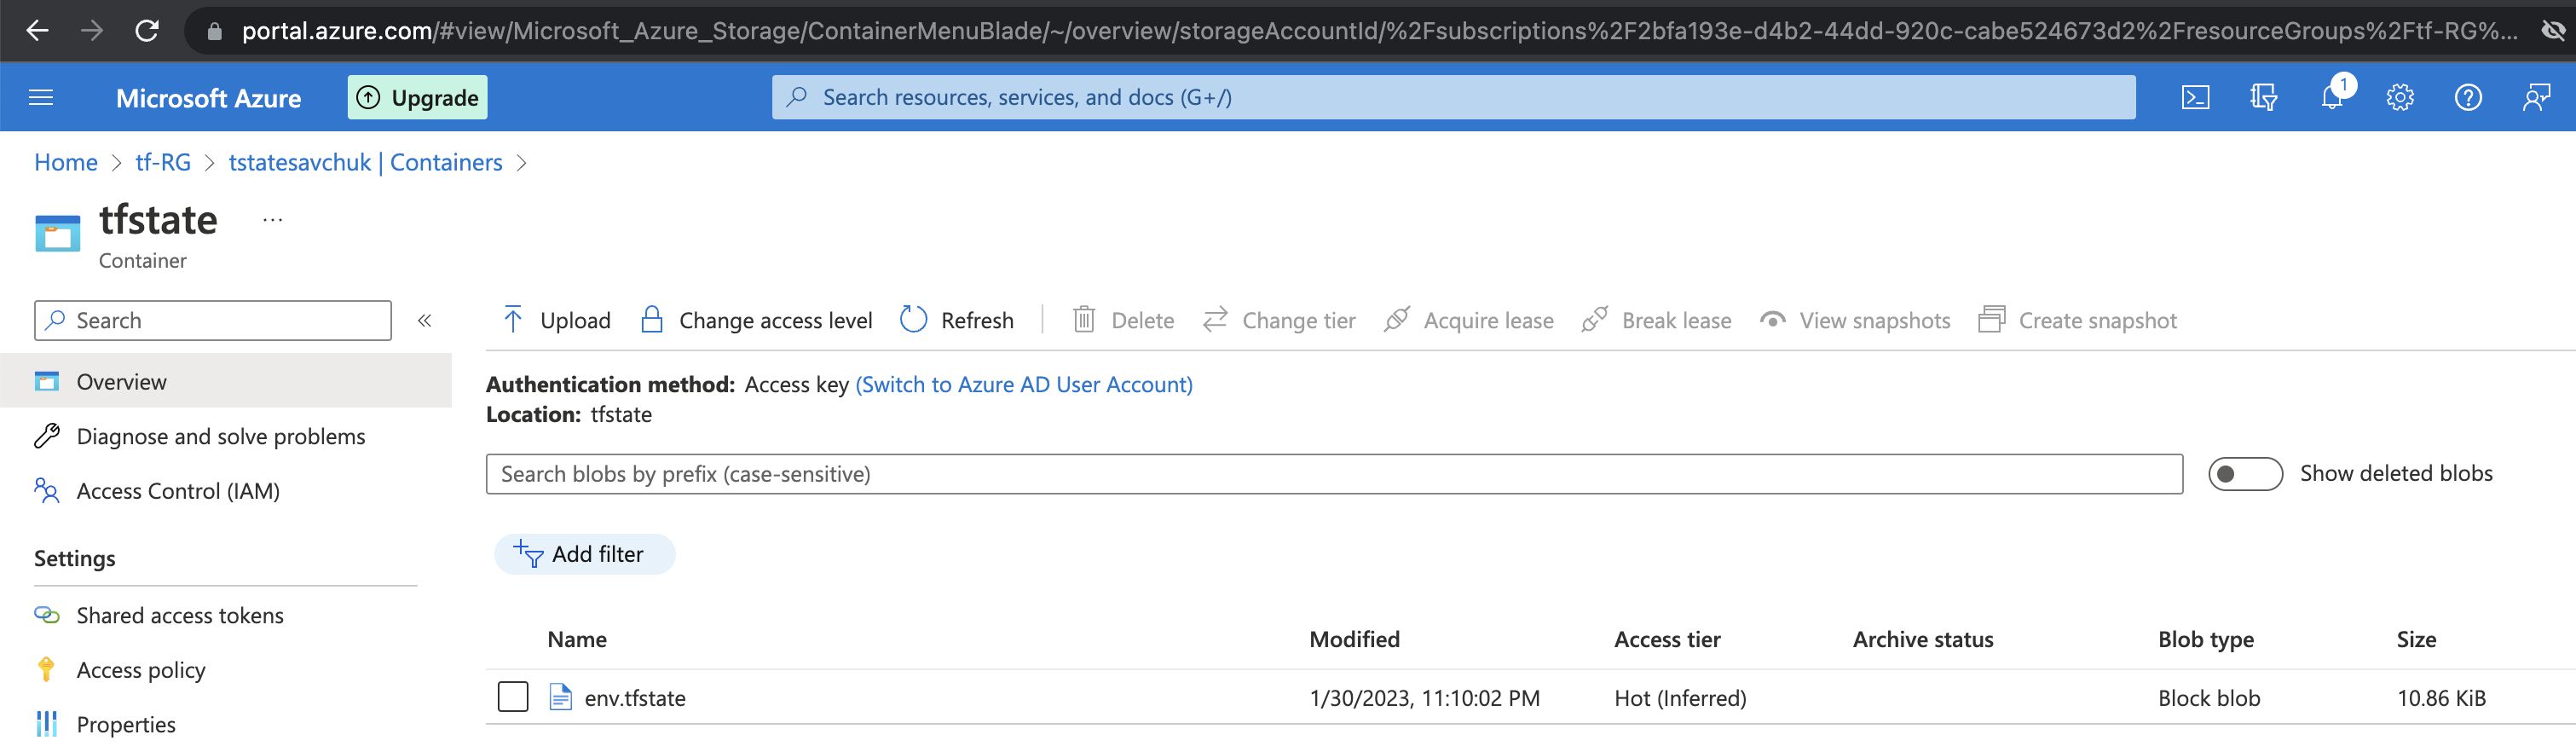 portal.azure.com/#view/Microsoft_Azure_Storage/ContainerMenuBlade/~/overview/storageAccountId/%2Fsubscriptions%2F2bfa193e-d4b2-44dd-920c-cabe524673d2%2FresourceGroups%2Ftf-RG%...
Microsoft Azure Upgrade Search resources, services, and docs (G+/) 1
Home > tf-RG > tstatesavchuk | Containers >
tfstate ...
Container
Search «
Upload Change access level Refresh Delete Change tier Acquire lease Break lease View snapshots Create snapshot
Overview
Diagnose and solve problems
Access Control (IAM)
Settings
Shared access tokens
Access policy
Properties
Authentication method: Access key (Switch to Azure AD User Account)
Location: tfstate
Search blobs by prefix (case-sensitive) Show deleted blobs
Add filter
Name Modified Access tier Archive status Blob type Size
env.tfstate 1/30/2023, 11:10:02 PM Hot (Inferred) Block blob 10.86 KiB